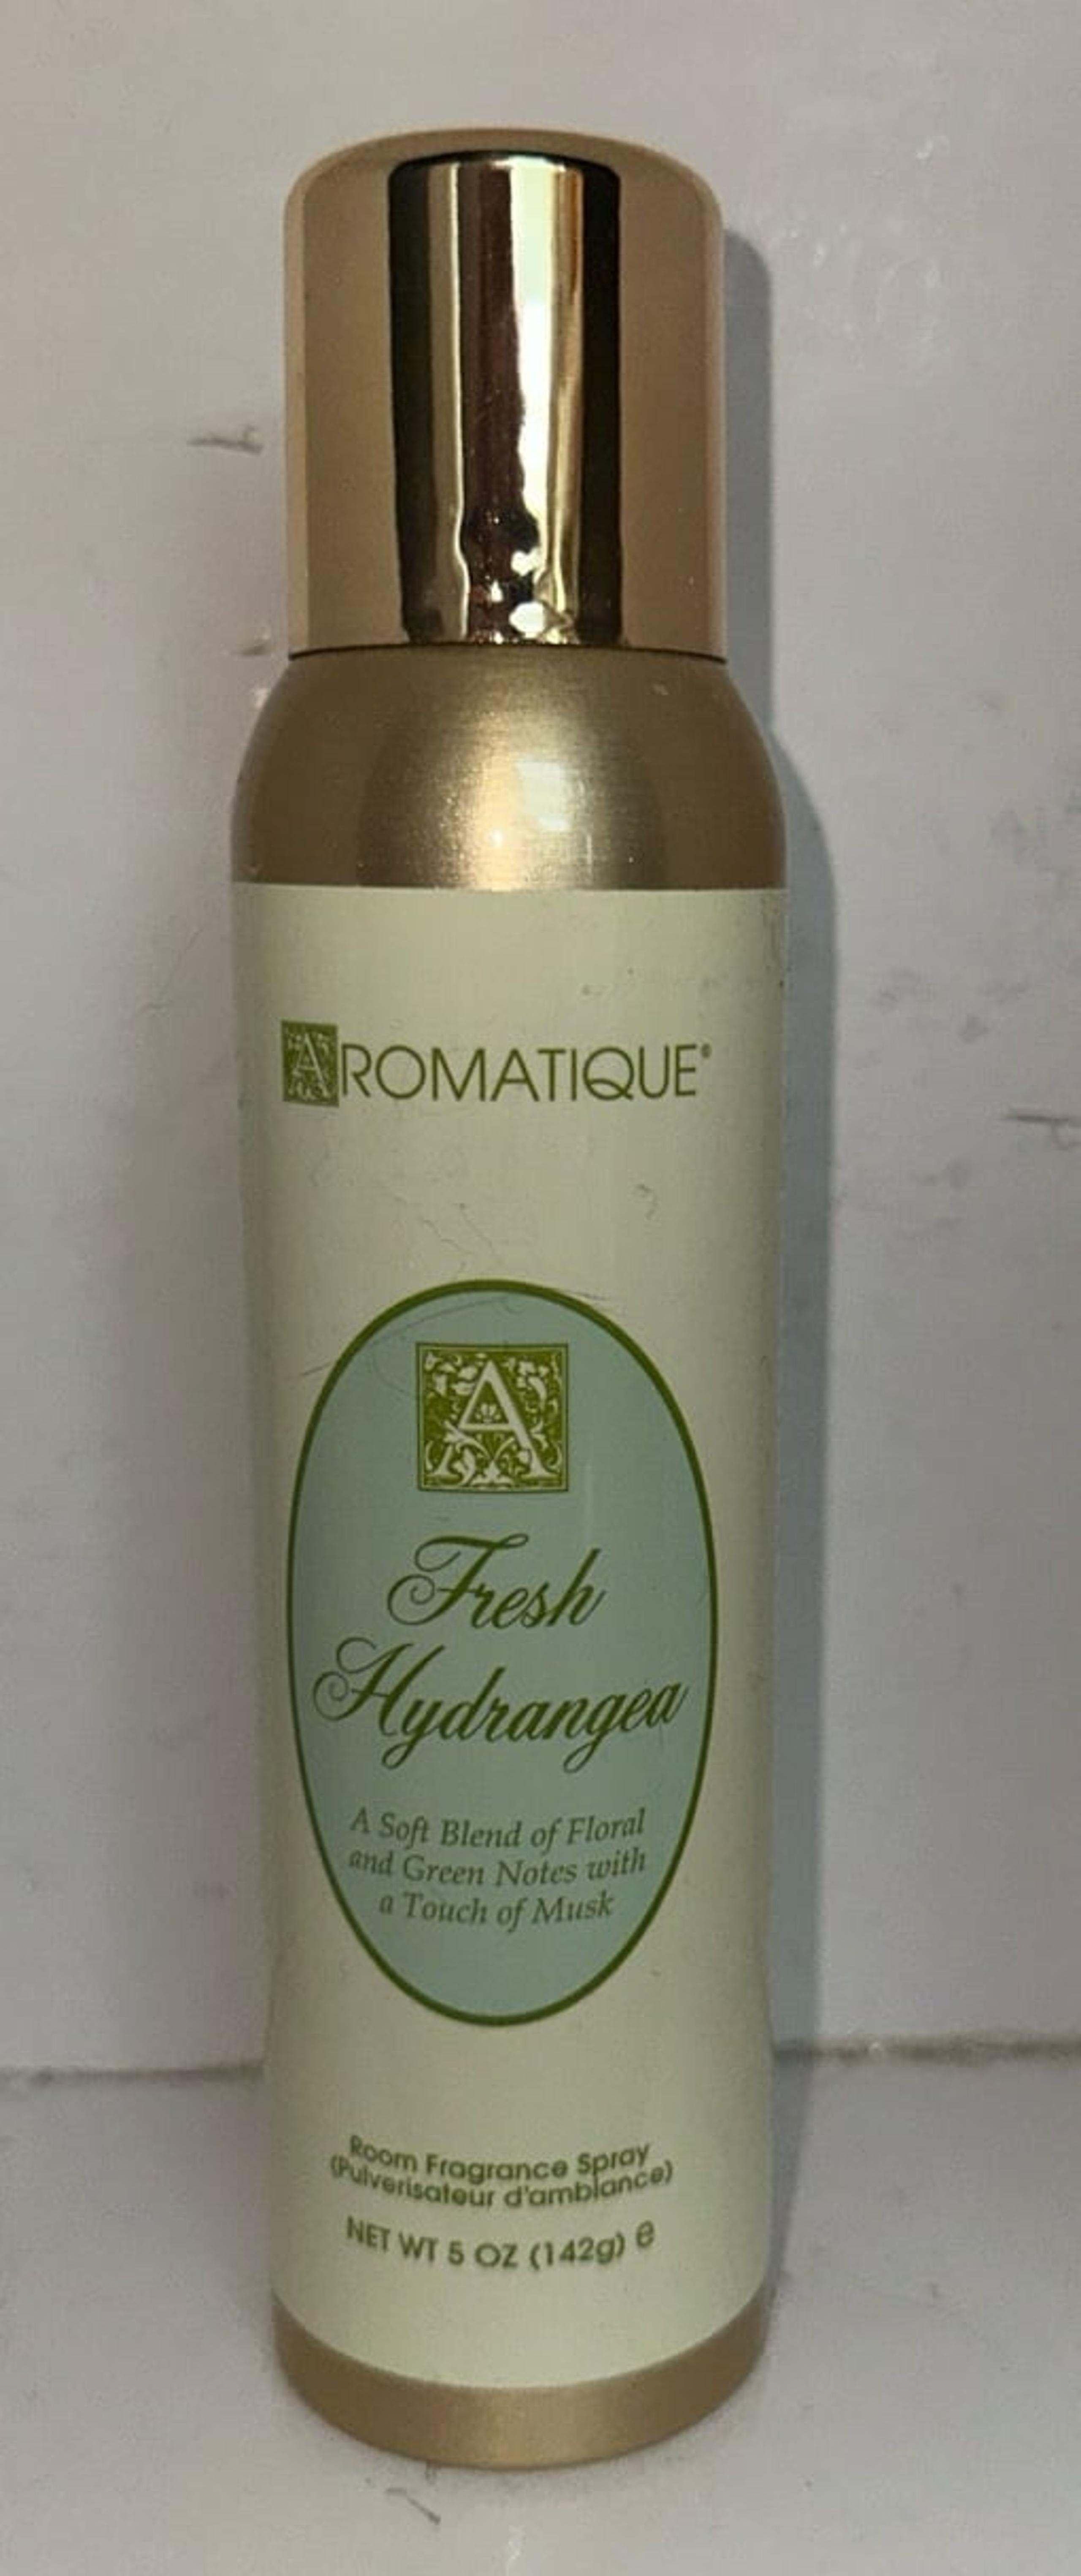 AROMATIQUE®
A
Fresh
Hydrangea
A Soft Blend of Floral
and Green Notes with
a Touch of Musk
Room Fragrance Spray
(Pulverisateur d'ambiance)
NET WT 5 OZ (142g) ℮